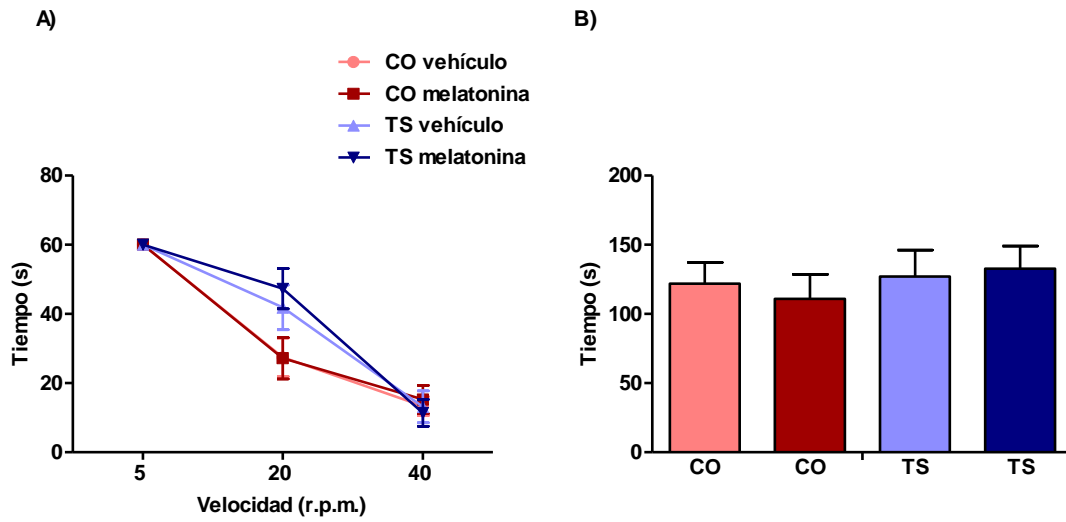 A)
CO vehículo
CO melatonina
TS vehículo
TS melatonina
Tiempo (s)
80
60
40
20
0
5 20 40
Velocidad (r.p.m.)
B)
Tiempo (s)
200
150
100
50
0
CO CO TS TS